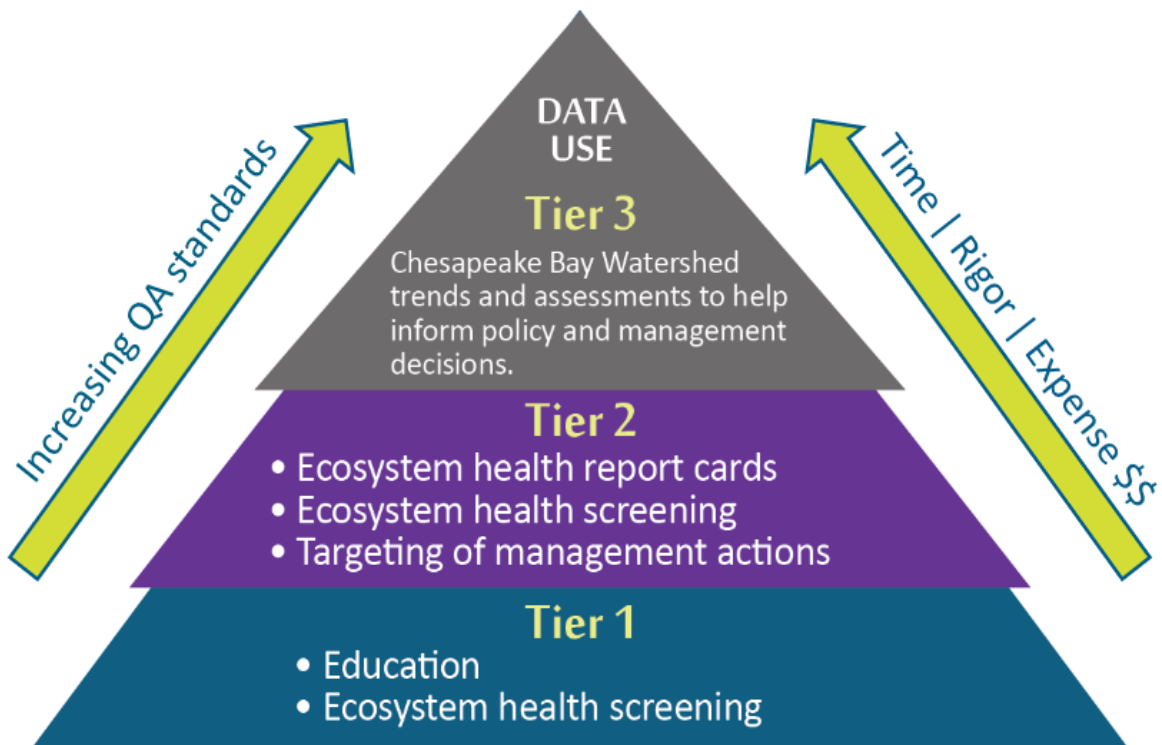 DATA
USE
Increasing QA standards
Time | Rigor | Expense $$
Tier 3
Chesapeake Bay Watershed
trends and assessments to help
inform policy and management
decisions.
Tier 2
• Ecosystem health report cards
• Ecosystem health screening
• Targeting of management actions
Tier 1
• Education
• Ecosystem health screening